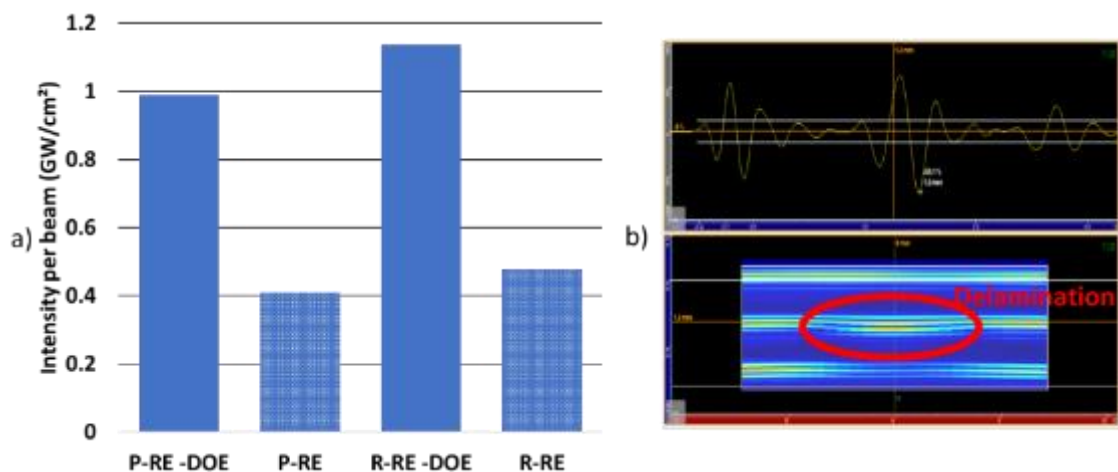 a)
Intensity per beam (GW/cm²)
1.2
1
0.8
0.6
0.4
0.2
0
P-RE -DOE
P-RE
R-RE -DOE
R-RE
b)
Delamination